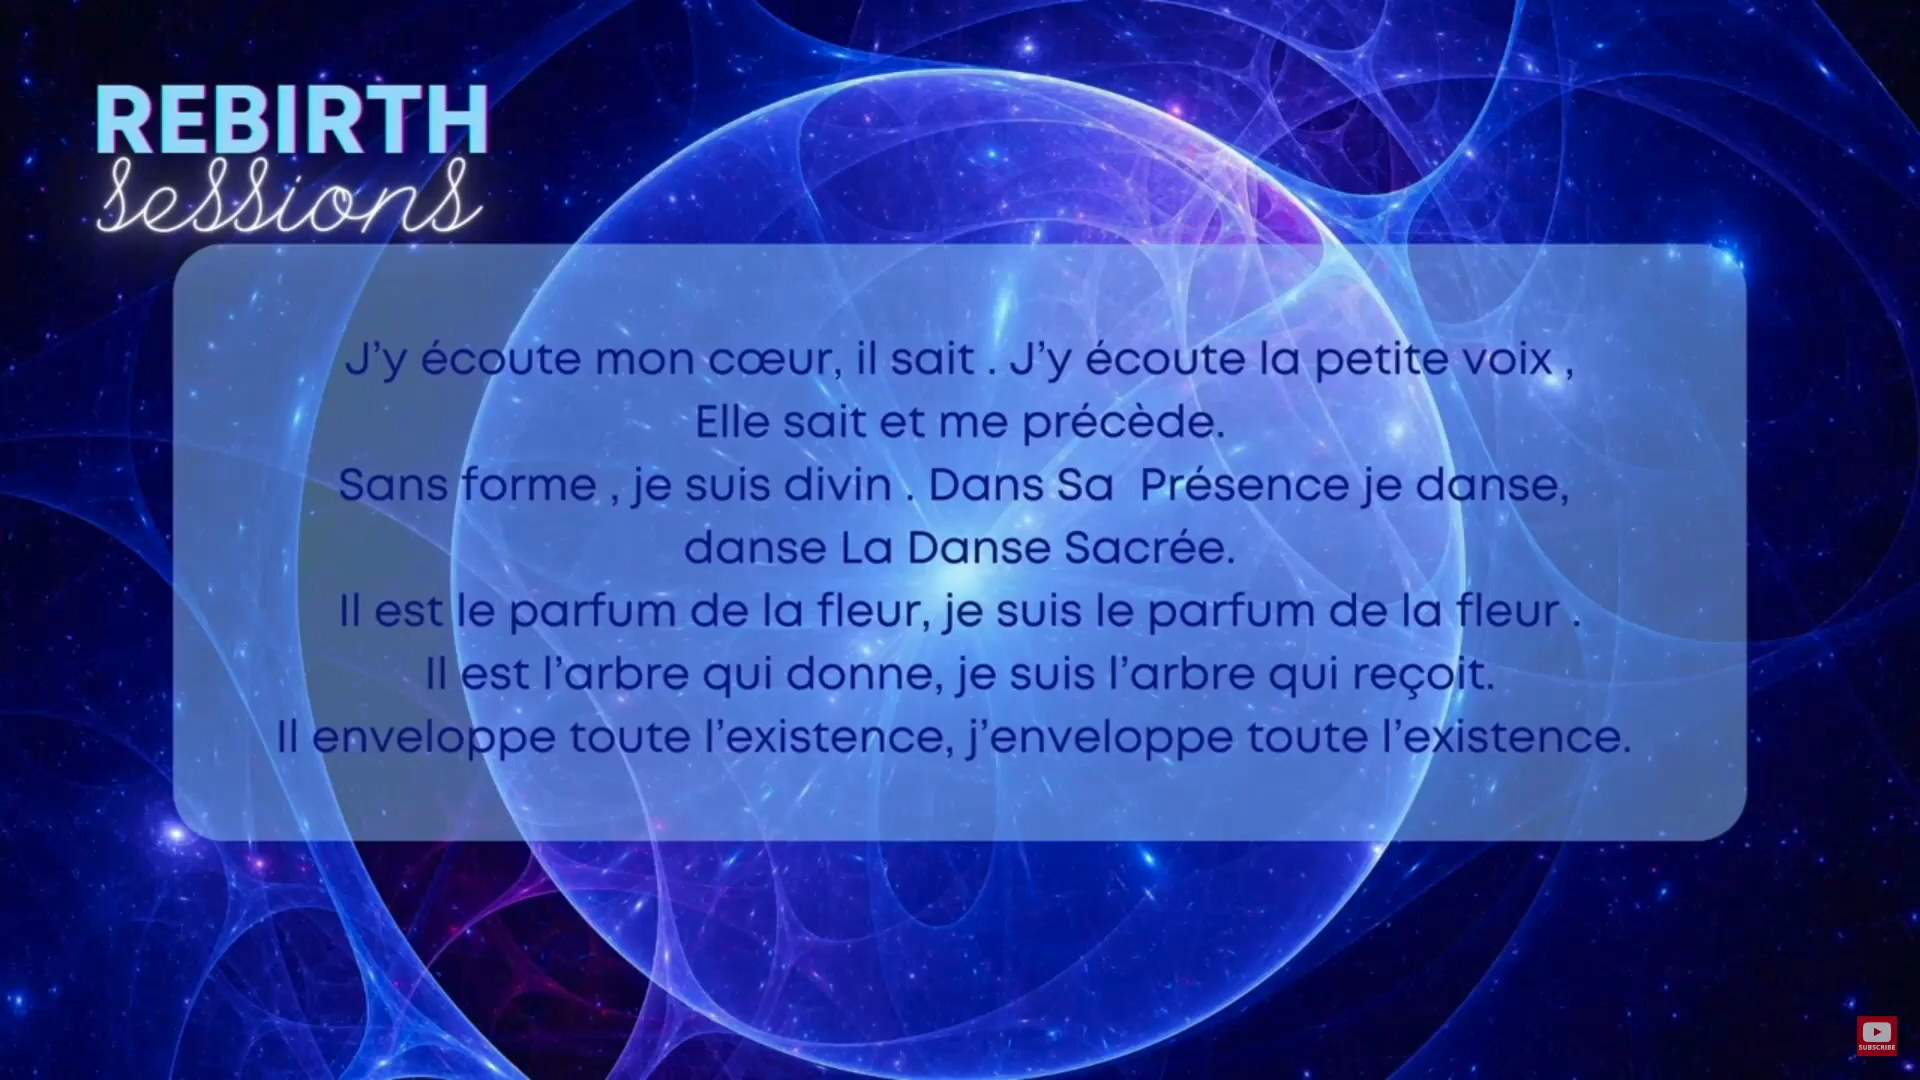 REBIRTH
sessions
J’y écoute mon cœur, il sait . J’y écoute la petite voix ,
Elle sait et me précède.
Sans forme , je suis divin . Dans Sa  Présence je danse,
danse La Danse Sacrée.
Il est le parfum de la fleur, je suis le parfum de la fleur .
Il est l’arbre qui donne, je suis l’arbre qui reçoit.
Il enveloppe toute l’existence, j’enveloppe toute l’existence.
SUBSCRIBE